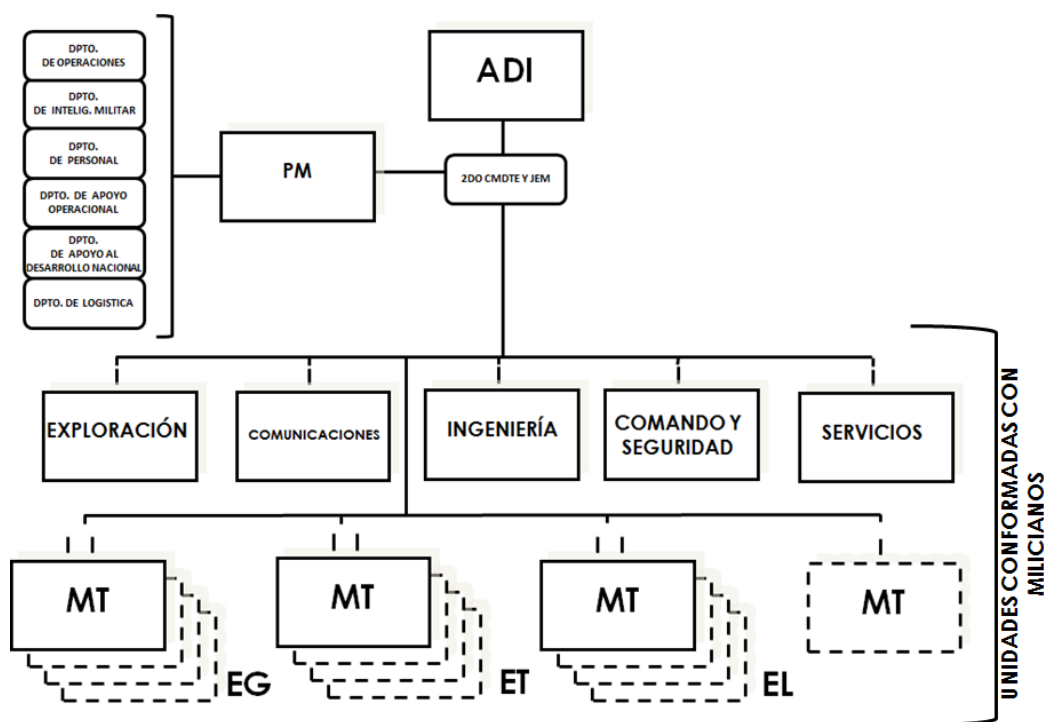 DPTO.
DE OPERACIONES
DPTO.
DE INTELIG. MILITAR
DPTO.
DE PERSONAL
DPTO. DE APOYO
OPERACIONAL
DPTO.
DE APOYO AL
DESARROLLO NACIONAL
DPTO. DE LOGISTICA
PM
ADI
2DO CMDTE Y JEM
EXPLORACIÓN
COMUNICACIONES
INGENIERÍA
COMANDO Y
SEGURIDAD
SERVICIOS
MT
EG
MT
ET
MT
EL
MT
UNIDADES CONFORMADAS CON
MILICIANOS